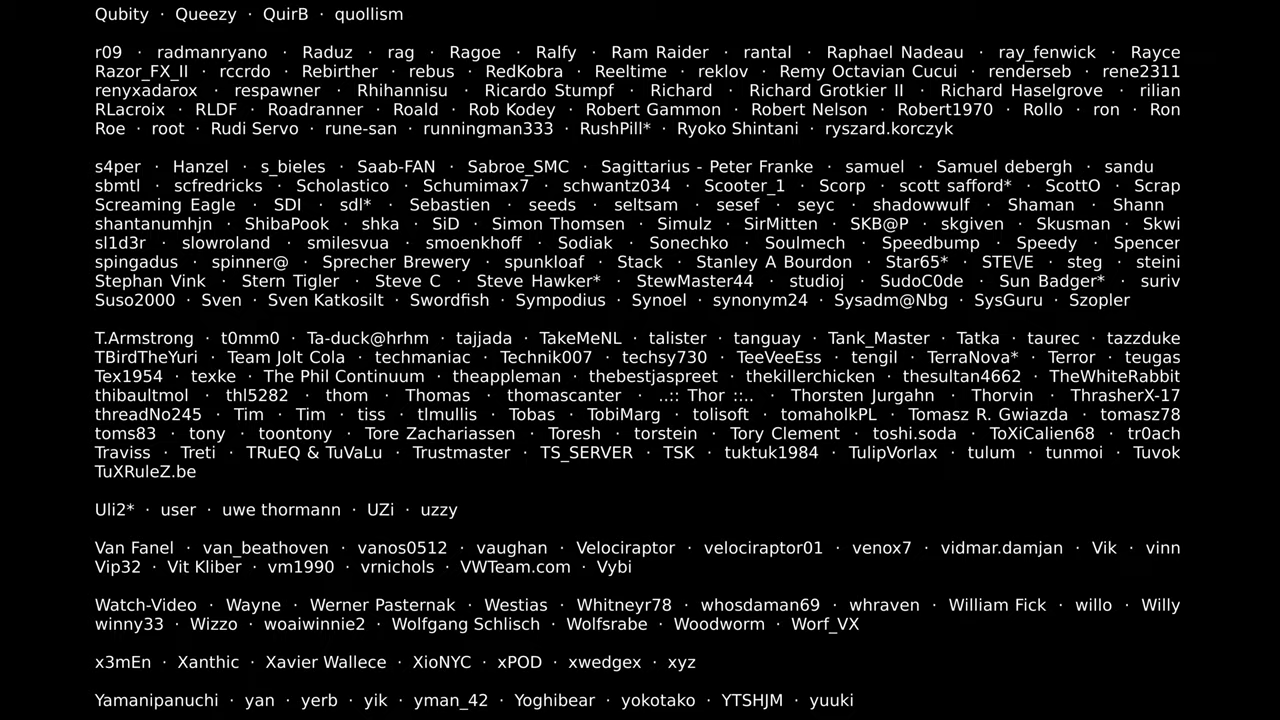 Qubity · Queezy · QuirB · quollism
r09 · radmanryano · Raduz · rag · Ragoe · Ralfy · Ram Raider · rantal · Raphael Nadeau · ray_fenwick · Rayce
Razor_FX_II · rccrdo · Rebirther · rebus · RedKobra · Reeltime · reklov · Remy Octavian Cucui · renderseb · rene2311
renyxadarox · respawner · Rhihannisu · Ricardo Stumpf · Richard · Richard Grotkier II · Richard Haselgrove · rilian
RLacroix · RLDF · Roadranner · Roald · Rob Kodey · Robert Gammon · Robert Nelson · Robert1970 · Rollo · ron · Ron
Roe · root · Rudi Servo · rune-san · runningman333 · RushPill* · Ryoko Shintani · ryszard.korczyk
s4per · Hanzel · s_bieles · Saab-FAN · Sabroe_SMC · Sagittarius - Peter Franke · samuel · Samuel debergh · sandu
sbmtl · scfredricks · Scholastico · Schumimax7 · schwantz034 · Scooter_1 · Scorp · scott safford* · ScottO · Scrap
Screaming Eagle · SDI · sdl* · Sebastien · seeds · seltsam · sesef · seyc · shadowwulf · Shaman · Shann
shantanumhjn · ShibaPook · shka · SiD · Simon Thomsen · Simulz · SirMitten · SKB@P · skgiven · Skusman · Skwi
sl1d3r · slowroland · smilesvua · smoenkhoff · Sodiak · Sonechko · Soulmech · Speedbump · Speedy · Spencer
spingadus · spinner@ · Sprecher Brewery · spunkloaf · Stack · Stanley A Bourdon · Star65* · STE\/E · steg · steini
Stephan Vink · Stern Tigler · Steve C · Steve Hawker* · StewMaster44 · studioj · SudoC0de · Sun Badger* · suriv
Suso2000 · Sven · Sven Katkosilt · Swordfish · Sympodius · Synoel · synonym24 · Sysadm@Nbg · SysGuru · Szopler
T.Armstrong · t0mm0 · Ta-duck@hrhm · tajjada · TakeMeNL · talister · tanguay · Tank_Master · Tatka · taurec · tazzduke
TBirdTheYuri · Team Jolt Cola · techmaniac · Technik007 · techsy730 · TeeVeeEss · tengil · TerraNova* · Terror · teugas
Tex1954 · texke · The Phil Continuum · theappleman · thebestjaspreet · thekillerchicken · thesultan4662 · TheWhiteRabbit
thibaultmol · thl5282 · thom · Thomas · thomascanter · ..:: Thor ::.. · Thorsten Jurgahn · Thorvin · ThrasherX-17
threadNo245 · Tim · Tim · tiss · tlmullis · Tobas · TobiMarg · tolisoft · tomaholkPL · Tomasz R. Gwiazda · tomasz78
toms83 · tony · toontony · Tore Zachariassen · Toresh · torstein · Tory Clement · toshi.soda · ToXiCalien68 · tr0ach
Traviss · Treti · TRuEQ & TuVaLu · Trustmaster · TS_SERVER · TSK · tuktuk1984 · TulipVorlax · tulum · tunmoi · Tuvok
TuXRuleZ.be
Uli2* · user · uwe thormann · UZi · uzzy
Van Fanel · van_beathoven · vanos0512 · vaughan · Velociraptor · velociraptor01 · venox7 · vidmar.damjan · Vik · vinn
Vip32 · Vit Kliber · vm1990 · vrnichols · VWTeam.com · Vybi
Watch-Video · Wayne · Werner Pasternak · Westias · Whitneyr78 · whosdaman69 · whraven · William Fick · willo · Willy
winny33 · Wizzo · woaiwinnie2 · Wolfgang Schlisch · Wolfsrabe · Woodworm · Worf_VX
x3mEn · Xanthic · Xavier Wallece · XioNYC · xPOD · xwedgex · xyz
Yamanipanuchi · yan · yerb · yik · yman_42 · Yoghibear · yokotako · YTSHJM · yuuki